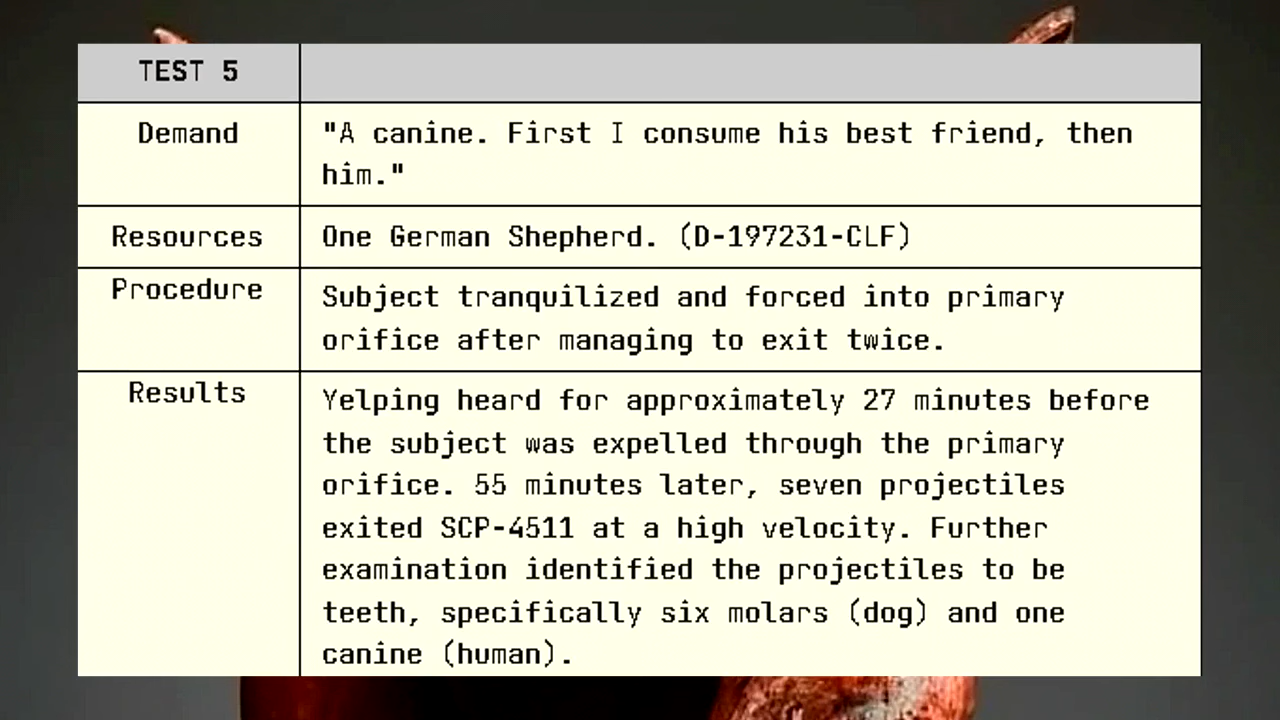 TEST 5
Demand
"A canine. First I consume his best friend, then
him."
Resources
One German Shepherd. (D-197231-CLF)
Procedure
Subject tranquilized and forced into primary
orifice after managing to exit twice.
Results
Yelping heard for approximately 27 minutes before
the subject was expelled through the primary
orifice. 55 minutes later, seven projectiles
exited SCP-4511 at a high velocity. Further
examination identified the projectiles to be
teeth, specifically six molars (dog) and one
canine (human).